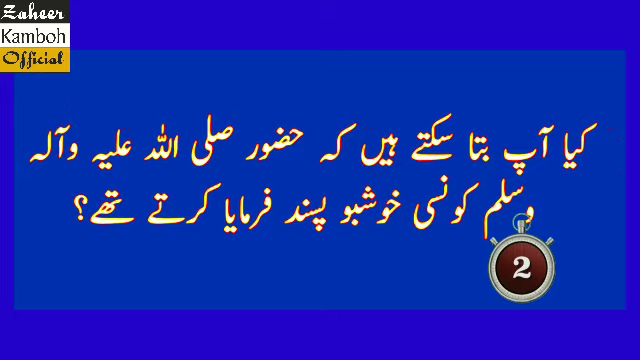 Zaheer
Kamboh
Official
کیا آپ بتا سکتے ہیں کہ حضور صلی اللہ علیہ وآلہ
وسلم کونسی خوشبو پسند فرمایا کرتے تھے؟
2